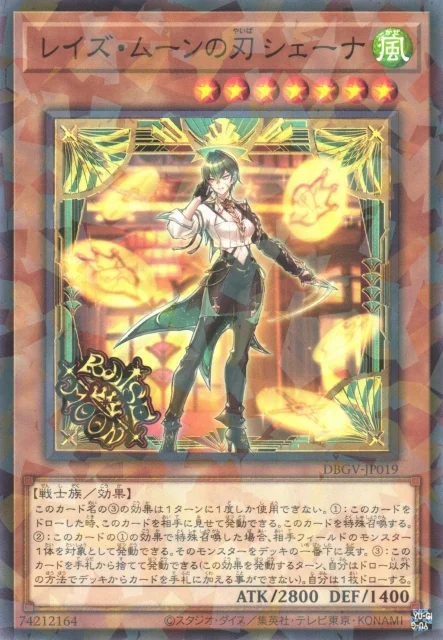 レイズ・ムーンの刃シェーナ
やいば
風
かぜ
RAISE
MOON
DBGV-JP019
【戦士族／効果】
このカード名の③の効果は１ターンに１度しか使用できない。①：このカードを
ドローした時、このカードを相手に見せて発動できる。このカードを特殊召喚する。
②：このカードの①の効果で特殊召喚した場合、相手フィールドのモンスター
１体を対象として発動できる。そのモンスターをデッキの一番下に戻す。③：この
カードを手札から捨てて発動できる（この効果を発動するターン、自分はドロー以外
の方法でデッキからカードを手札に加える事ができない）。自分は１枚ドローする。
ATK/2800 DEF/1400
74212164
©スタジオ・ダイス／集英社・テレビ東京・KONAMI